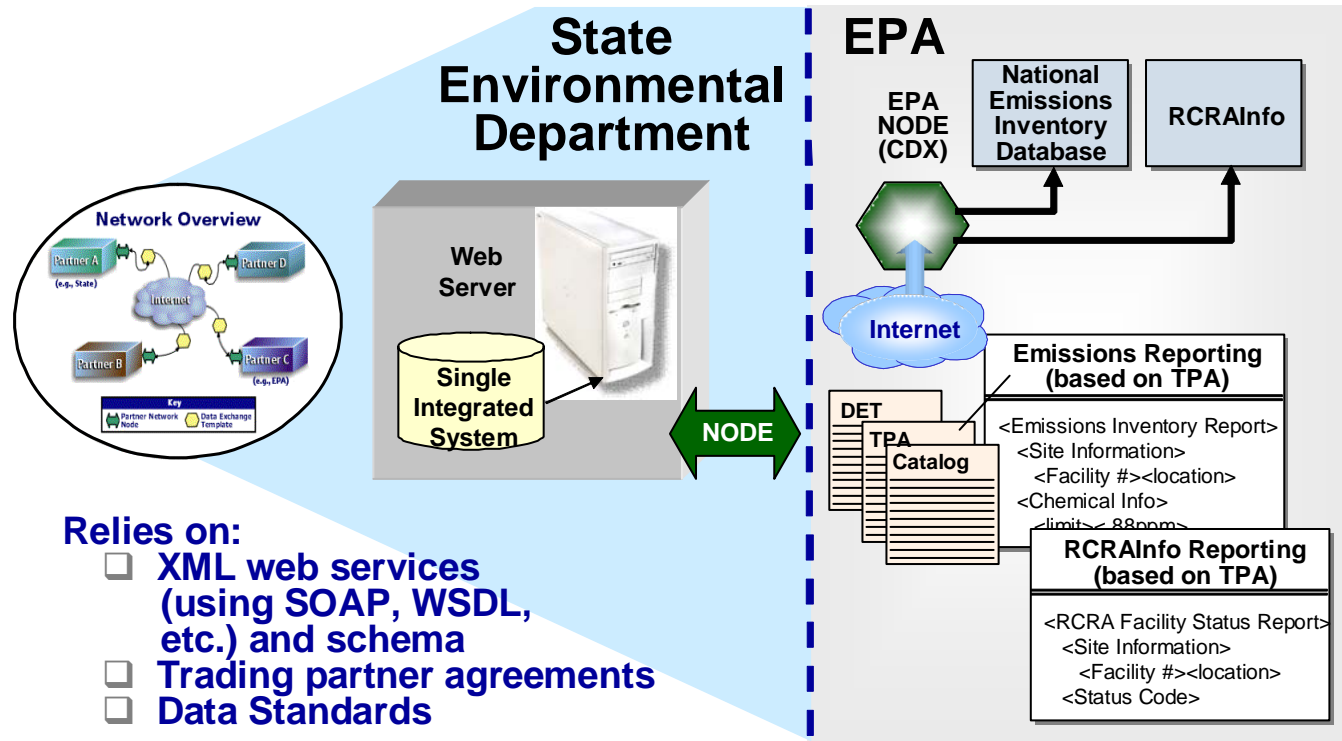 State
Environmental
Department
EPA
EPA
NODE
(CDX)
National
Emissions
Inventory
Database
RCRAInfo
Network Overview
Partner A
(e.g., State)
Partner D
Internet
Partner B
Partner C
(e.g., EPA)
Key
Partner Network
Node
Data Exchange
Template
Web
Server
Single
Integrated
System
NODE
Internet
DET
TPA
Catalog
Emissions Reporting
(based on TPA)
<Emissions Inventory Report>
<Site Information>
<Facility #><location>
<Chemical Info>
<limit>< 88ppm>
RCRAInfo Reporting
(based on TPA)
<RCRA Facility Status Report>
<Site Information>
<Facility #><location>
<Status Code>
Relies on:
❑ XML web services
(using SOAP, WSDL,
etc.) and schema
❑ Trading partner agreements
❑ Data Standards